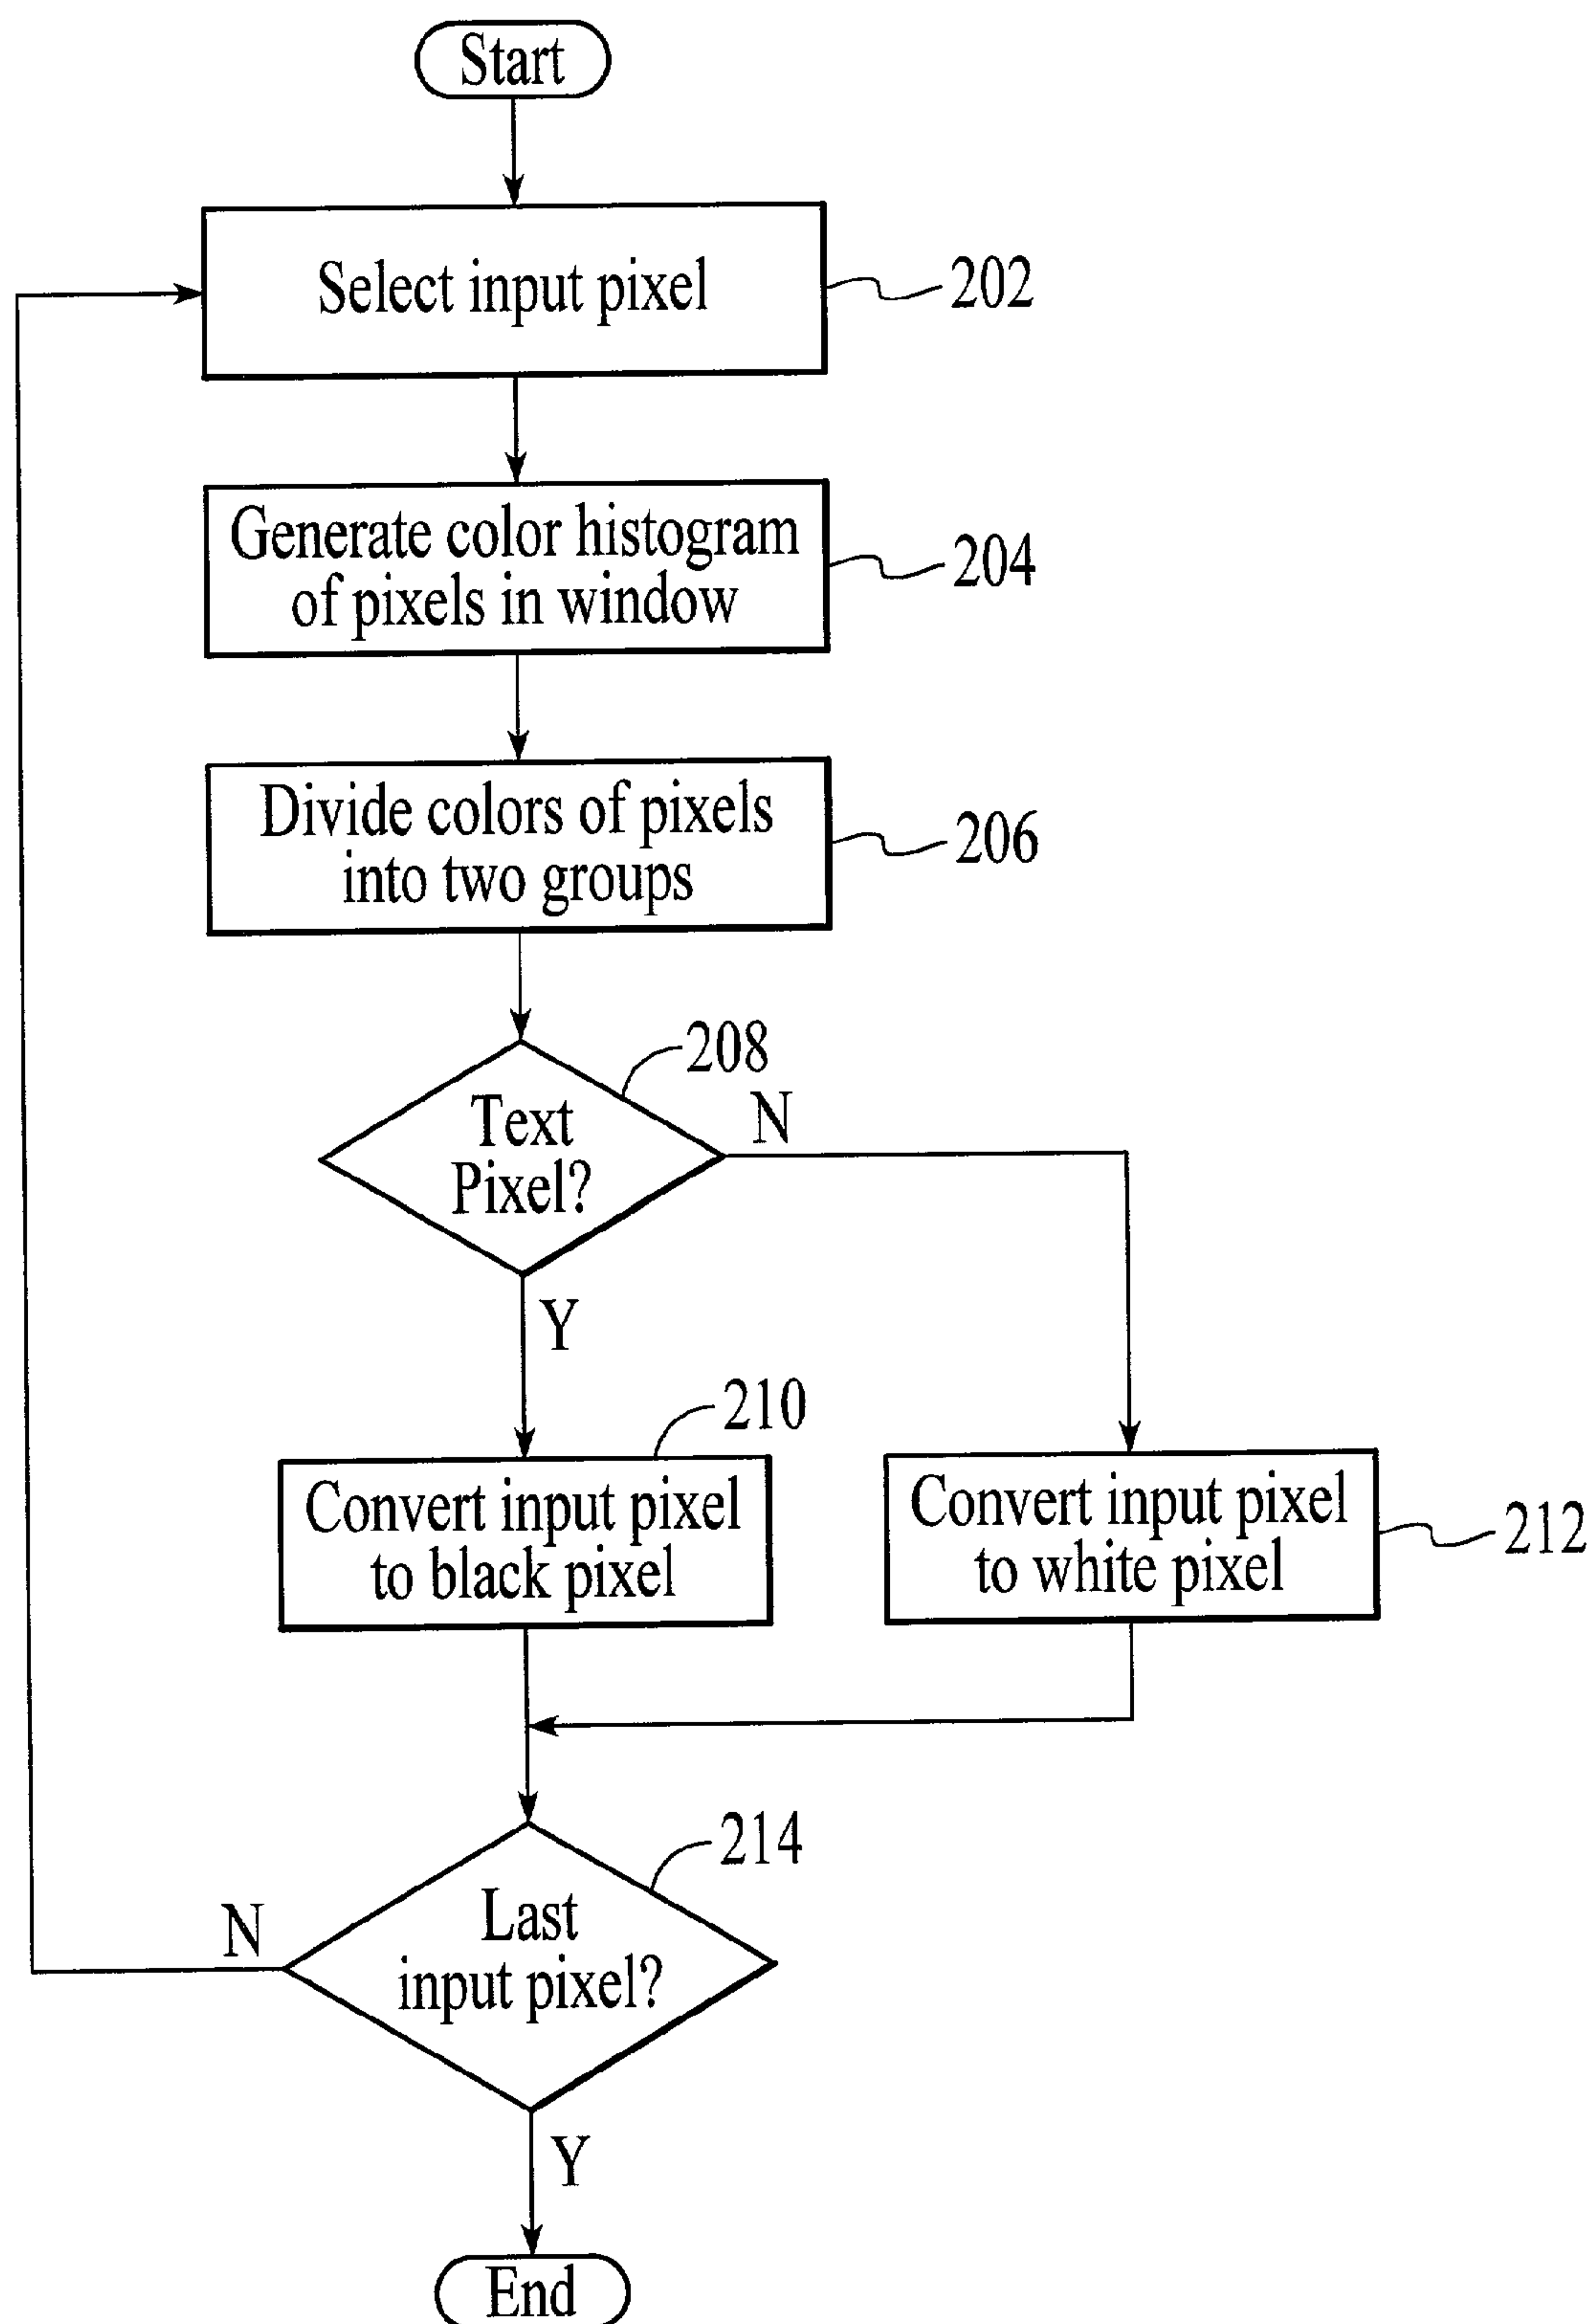 Start
Select input pixel
202
Generate color histogram
of pixels in window
204
Divide colors of pixels
into two groups
206
208
Text
Pixel?
N
Y
210
Convert input pixel
to black pixel
Convert input pixel
to white pixel
212
214
Last
input pixel?
N
Y
End